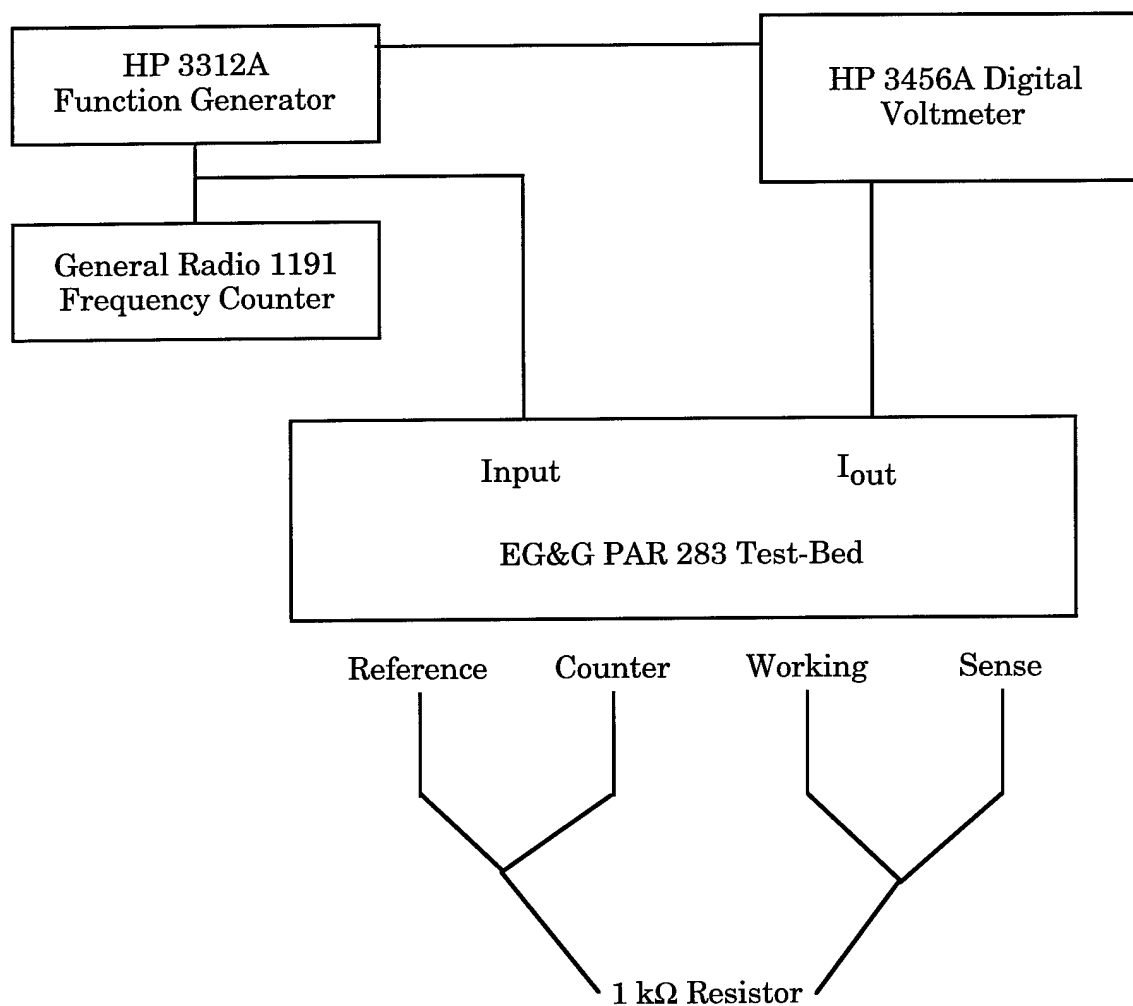 HP 3312A
Function Generator
HP 3456A Digital
Voltmeter
General Radio 1191
Frequency Counter
Input
Iout
EG&G PAR 283 Test-Bed
Reference
Counter
Working
Sense
1 kΩ Resistor